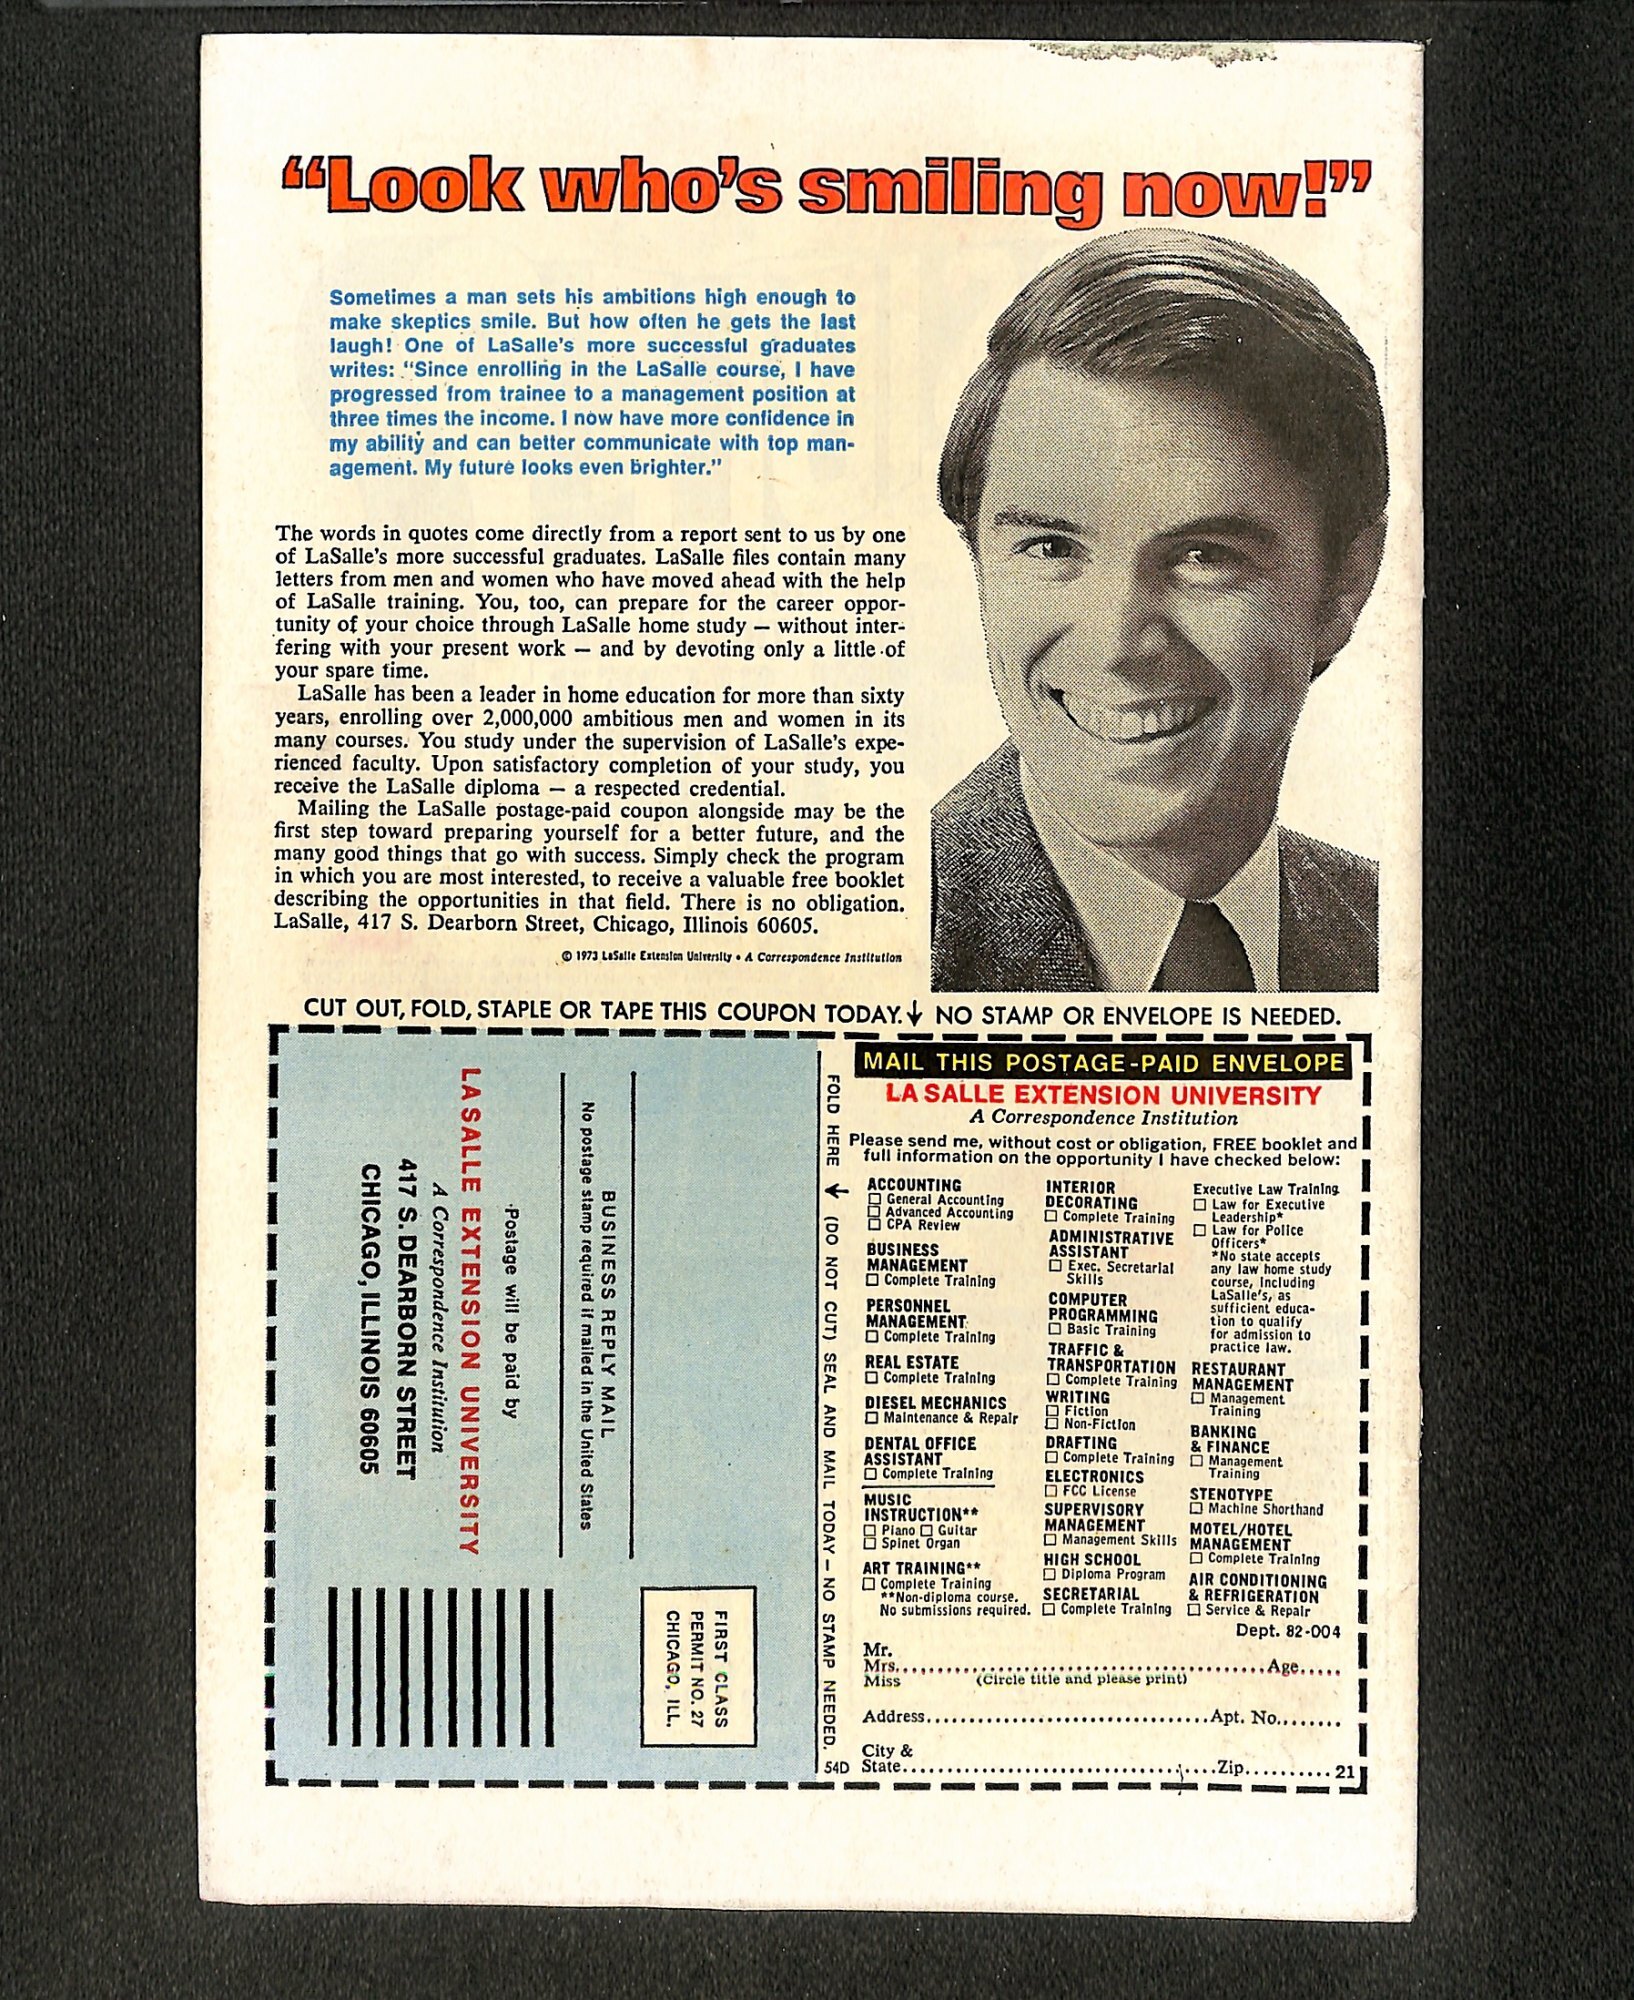 “Look who’s smiling now!”
Sometimes a man sets his ambitions high enough to
make skeptics smile. But how often he gets the last
laugh! One of LaSalle’s more successful graduates
writes: “Since enrolling in the LaSalle course, I have
progressed from trainee to a management position at
three times the income. I now have more confidence in
my ability and can better communicate with top man-
agement. My future looks even brighter.”
The words in quotes come directly from a report sent to us by one
of LaSalle’s more successful graduates. LaSalle files contain many
letters from men and women who have moved ahead with the help
of LaSalle training. You, too, can prepare for the career oppor-
tunity of your choice through LaSalle home study — without inter-
fering with your present work — and by devoting only a little of
your spare time.
LaSalle has been a leader in home education for more than sixty
years, enrolling over 2,000,000 ambitious men and women in its
many courses. You study under the supervision of LaSalle’s expe-
rienced faculty. Upon satisfactory completion of your study, you
receive the LaSalle diploma — a respected credential.
Mailing the LaSalle postage-paid coupon alongside may be the
first step toward preparing yourself for a better future, and the
many good things that go with success. Simply check the program
in which you are most interested, to receive a valuable free booklet
describing the opportunities in that field. There is no obligation.
LaSalle, 417 S. Dearborn Street, Chicago, Illinois 60605.
© 1973 LaSalle Extension University • A Correspondence Institution
CUT OUT, FOLD, STAPLE OR TAPE THIS COUPON TODAY.↓ NO STAMP OR ENVELOPE IS NEEDED.
FIRST CLASS
PERMIT NO. 27
CHICAGO, ILL.
BUSINESS REPLY MAIL
No postage stamp required if mailed in the United States
Postage will be paid by
LASALLE EXTENSION UNIVERSITY
A Correspondence Institution
417 S. DEARBORN STREET
CHICAGO, ILLINOIS 60605
FOLD HERE ↓ (DO NOT CUT) SEAL AND MAIL TODAY – NO STAMP NEEDED.
54D
MAIL THIS POSTAGE-PAID ENVELOPE
LA SALLE EXTENSION UNIVERSITY
A Correspondence Institution
Please send me, without cost or obligation, FREE booklet and
full information on the opportunity I have checked below:
ACCOUNTING
☐ General Accounting
☐ Advanced Accounting
☐ CPA Review
BUSINESS
MANAGEMENT
☐ Complete Training
PERSONNEL
MANAGEMENT
☐ Complete Training
REAL ESTATE
☐ Complete Training
DIESEL MECHANICS
☐ Maintenance & Repair
DENTAL OFFICE
ASSISTANT
☐ Complete Training
MUSIC
INSTRUCTION**
☐ Piano ☐ Guitar
☐ Spinet Organ
ART TRAINING**
☐ Complete Training
**Non-diploma course.
No submissions required.
INTERIOR
DECORATING
☐ Complete Training
ADMINISTRATIVE
ASSISTANT
☐ Exec. Secretarial
Skills
COMPUTER
PROGRAMMING
☐ Basic Training
TRAFFIC &
TRANSPORTATION
☐ Complete Training
WRITING
☐ Fiction
☐ Non-Fiction
DRAFTING
☐ Complete Training
ELECTRONICS
☐ FCC License
SUPERVISORY
MANAGEMENT
☐ Management Skills
HIGH SCHOOL
☐ Diploma Program
SECRETARIAL
☐ Complete Training
Executive Law Training
☐ Law for Executive
Leadership*
☐ Law for Police
Officers*
*No state accepts
any law home study
course, including
LaSalle’s, as
sufficient educa-
tion to qualify
for admission to
practice law.
RESTAURANT
MANAGEMENT
☐ Management
Training
BANKING
& FINANCE
☐ Management
Training
STENOTYPE
☐ Machine Shorthand
MOTEL/HOTEL
MANAGEMENT
☐ Complete Training
AIR CONDITIONING
& REFRIGERATION
☐ Service & Repair
Dept. 82-004
Mr.
Mrs. Age
Miss (Circle title and please print)
Address Apt. No.
City &
State Zip 21